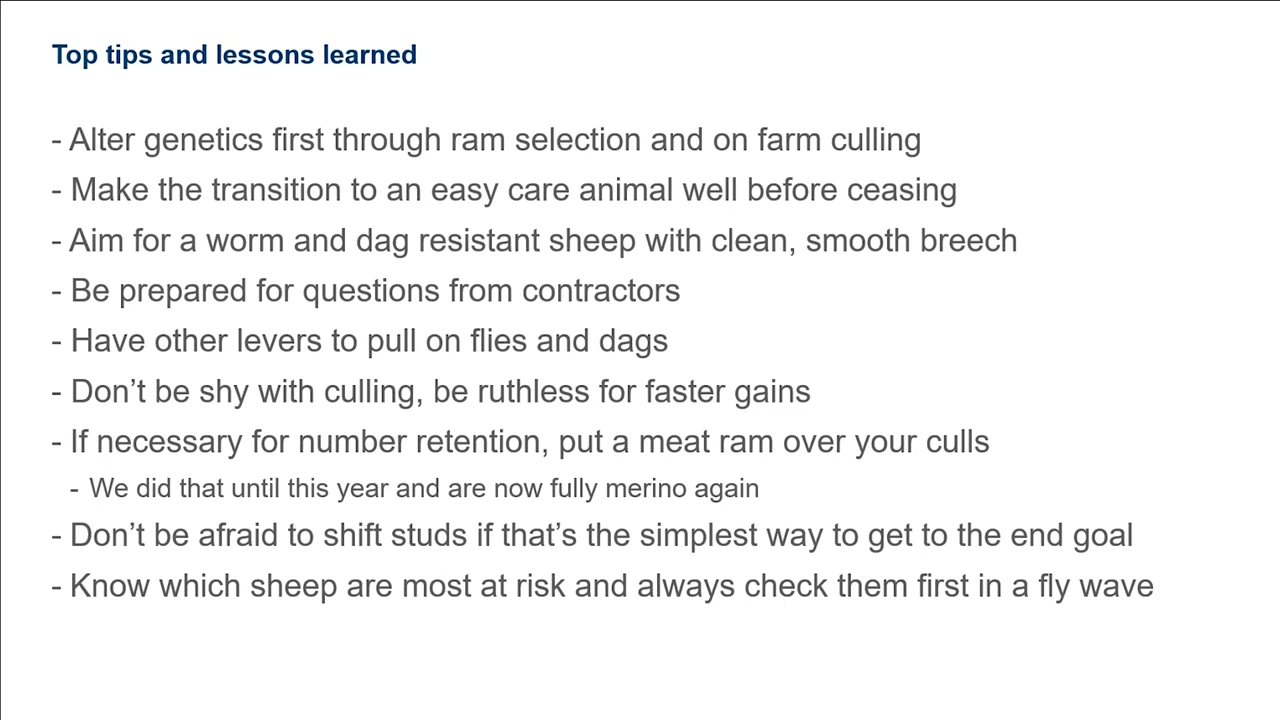 Top tips and lessons learned
- Alter genetics first through ram selection and on farm culling
- Make the transition to an easy care animal well before ceasing
- Aim for a worm and dag resistant sheep with clean, smooth breech
- Be prepared for questions from contractors
- Have other levers to pull on flies and dags
- Don’t be shy with culling, be ruthless for faster gains
- If necessary for number retention, put a meat ram over your culls
- We did that until this year and are now fully merino again
- Don’t be afraid to shift studs if that’s the simplest way to get to the end goal
- Know which sheep are most at risk and always check them first in a fly wave